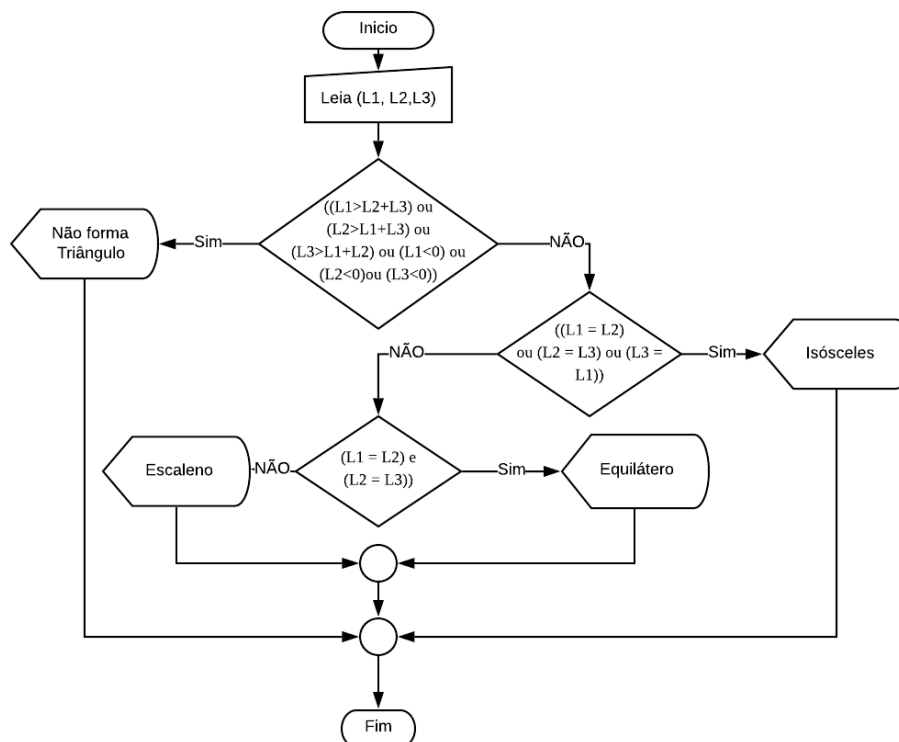 Inicio
Leia (L1, L2,L3)
((L1>L2+L3) ou
(L2>L1+L3) ou
(L3>L1+L2) ou (L1<0) ou
(L2<0)ou (L3<0))
Sim
Não forma
Triângulo
NÃO
((L1 = L2)
ou (L2 = L3) ou (L3 =
L1))
Sim
Isósceles
NÃO
(L1 = L2) e
(L2 = L3))
NÃO
Escaleno
Sim
Equilátero
Fim